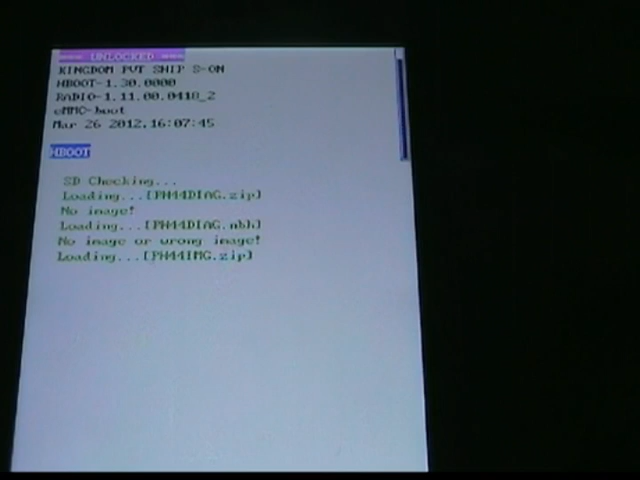 *** UNLOCKED ***
KINGDOM PVT SHIP S-ON
HBOOT-1.30.0000
RADIO-1.11.00.0418_2
eMMC-boot
Mar 26 2012,16:07:45
HBOOT
SD Checking...
Loading...[PH44DIAG.zip]
No image!
Loading...[PH44DIAG.nbh]
No image or wrong image!
Loading...[PH44IMG.zip]